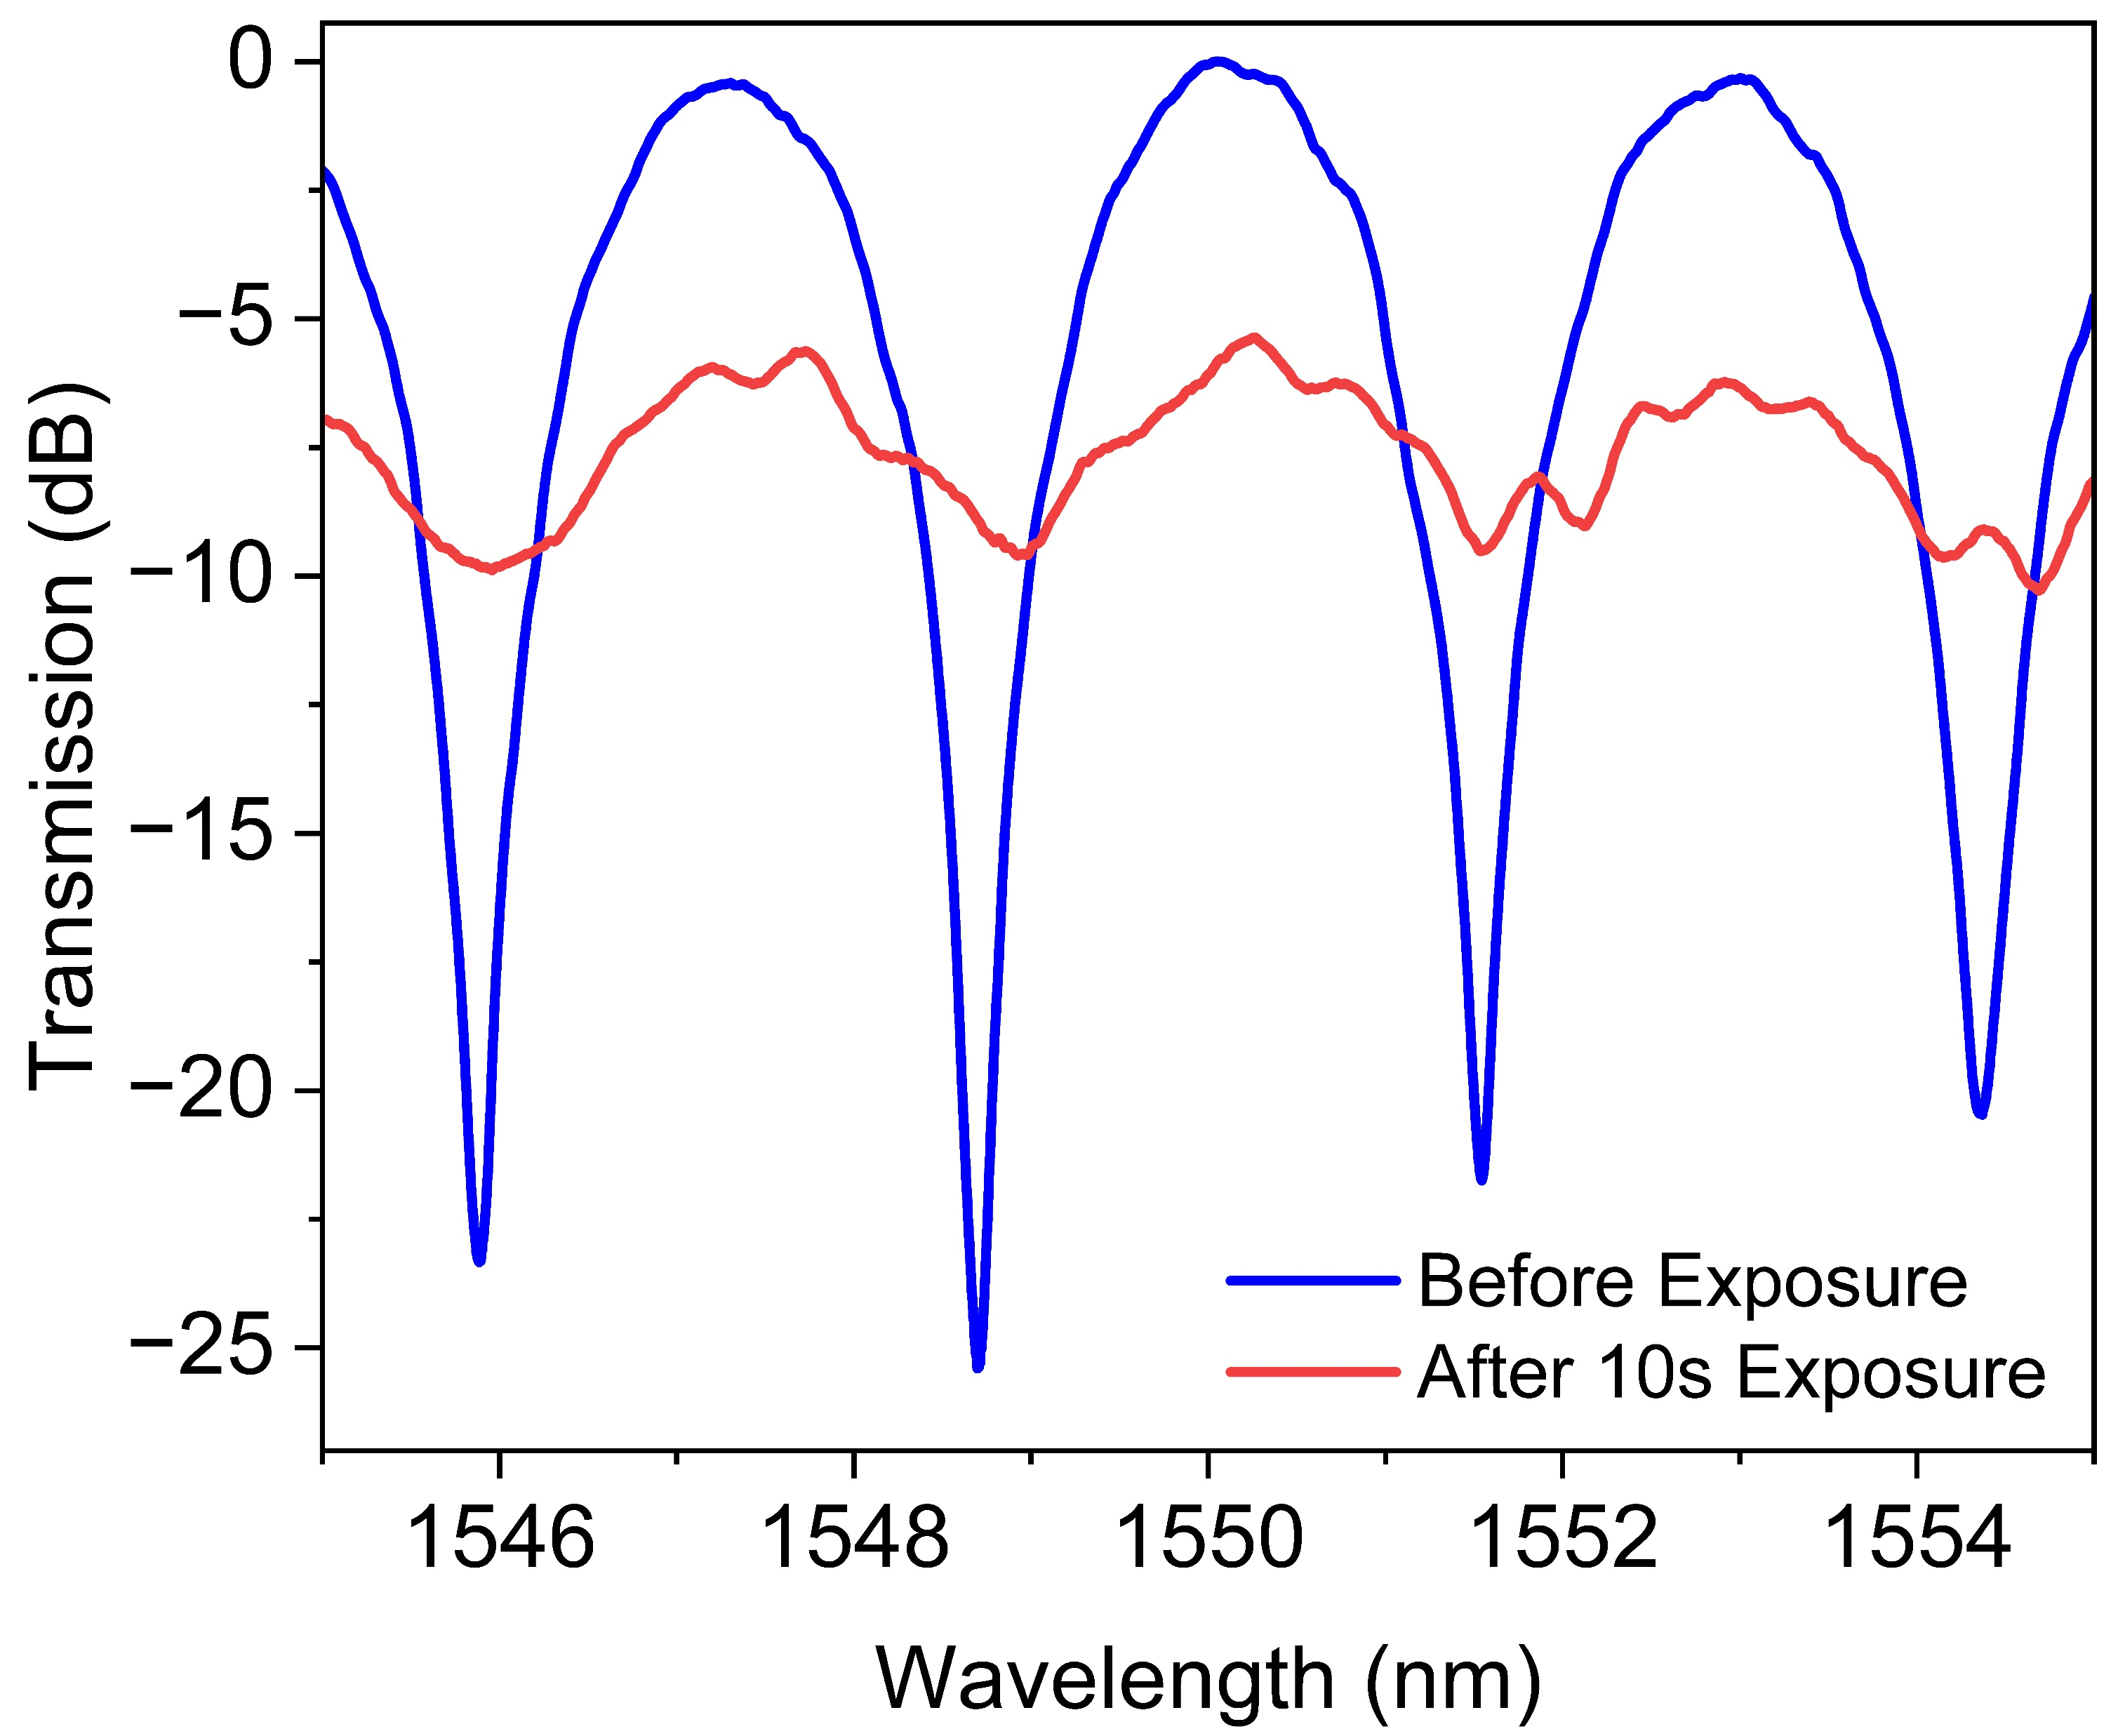 0
−5
−10
−15
−20
−25
Transmission (dB)
Before Exposure
After 10s Exposure
1546
1548
1550
1552
1554
Wavelength (nm)